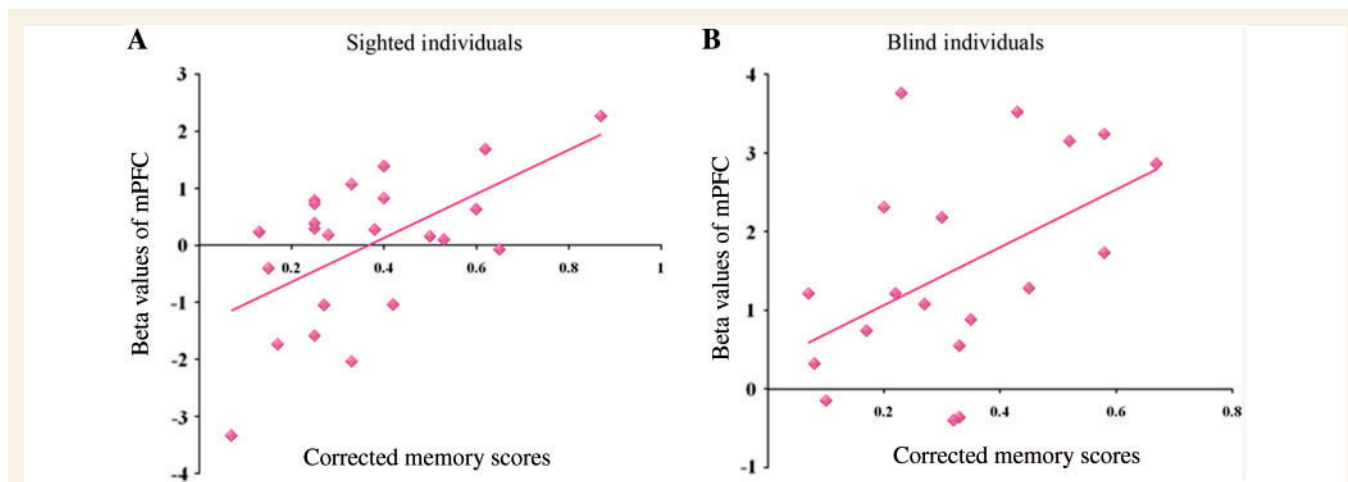 A
Sighted individuals
3
2
1
0
-1
-2
-3
-4
0.2
0.4
0.6
0.8
1
Beta values of mPFC
Corrected memory scores
B
Blind individuals
4
3
2
1
0
-1
0.2
0.4
0.6
0.8
Beta values of mPFC
Corrected memory scores